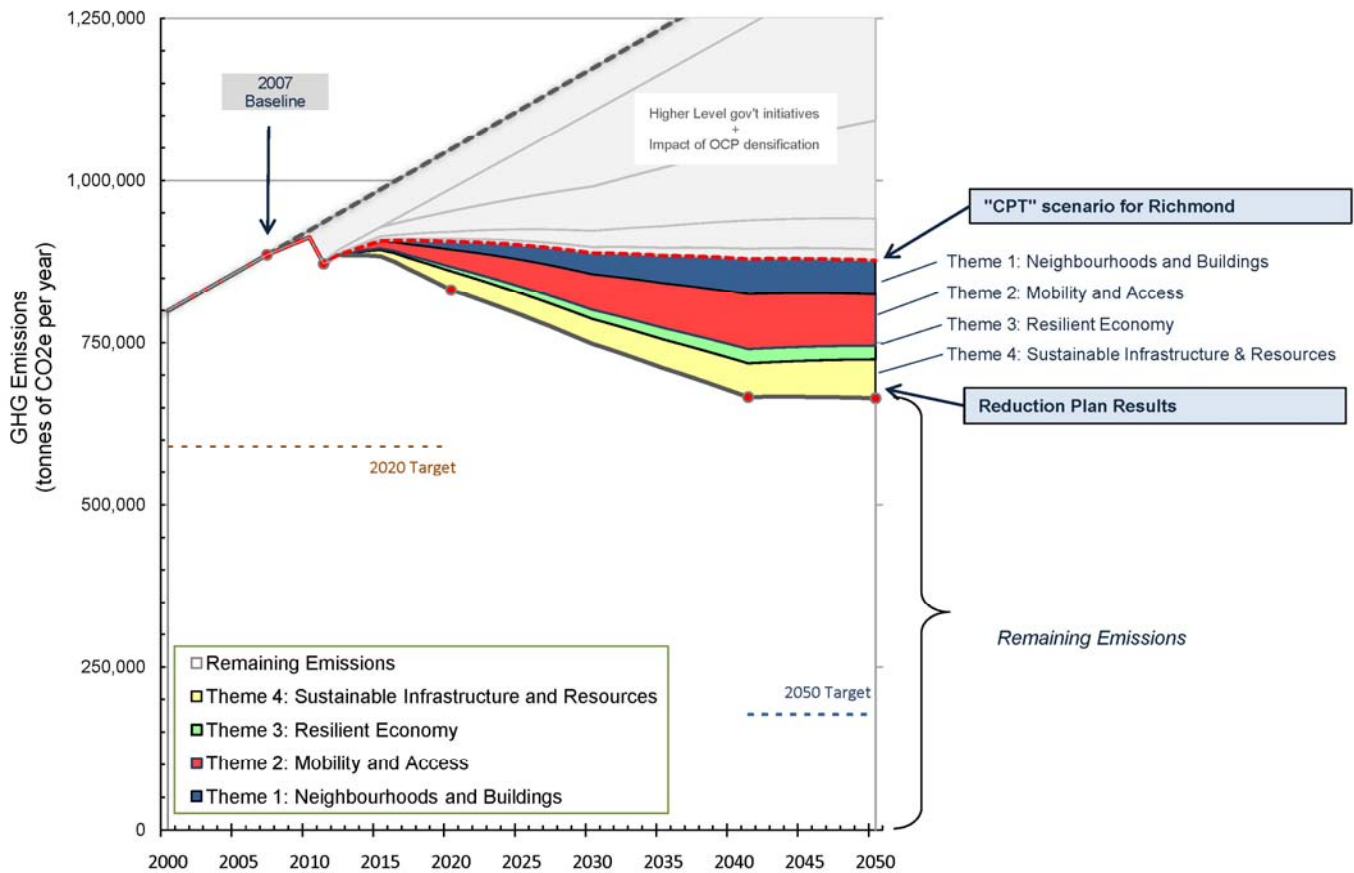 1,250,000
2007
Baseline
Higher Level gov't initiatives
+
Impact of OCP densification
1,000,000
"CPT" scenario for Richmond
Theme 1: Neighbourhoods and Buildings
Theme 2: Mobility and Access
Theme 3: Resilient Economy
Theme 4: Sustainable Infrastructure & Resources
750,000
Reduction Plan Results
GHG Emissions
(tonnes of CO2e per year)
2020 Target
500,000
Remaining Emissions
250,000
2050 Target
Remaining Emissions
Theme 4: Sustainable Infrastructure and Resources
Theme 3: Resilient Economy
Theme 2: Mobility and Access
Theme 1: Neighbourhoods and Buildings
0
2000 2005 2010 2015 2020 2025 2030 2035 2040 2045 2050